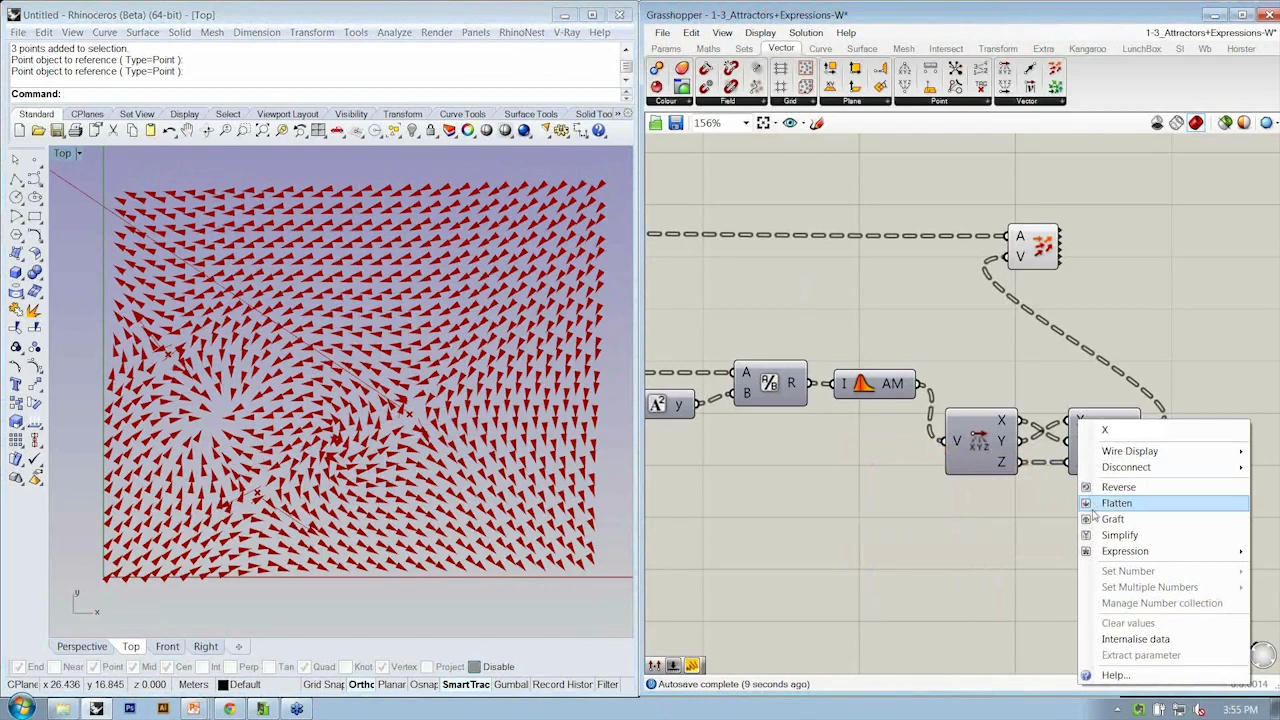 Untitled - Rhinoceros (Beta) (64-bit) - [Top]
File Edit View Curve Surface Solid Mesh Dimension Transform Tools Analyze Render Panels RhinoNest V-Ray Help
3 points added to selection.
Point object to reference ( Type=Point ):
Point object to reference ( Type=Point ):
Command:
Standard CPlanes Set View Display Select Viewport Layout Visibility Transform Curve Tools Surface Tools Solid Too
Top
y
x
Perspective Top Front Right
End Near Point Mid Cen Int Perp Tan Quad Knot Vertex Project Disable
CPlane x 26.436 y 16.845 z 0.000 Meters Default Grid Snap Ortho Planar Osnap SmartTrac Gumbal Record History Filter
Grasshopper - 1-3_Attractors+Expressions-W*
File Edit View Display Solution Help
1-3_Attractors+Expressions-W*
Params Maths Sets Vector Curve Surface Mesh Intersect Transform Extra Kangaroo LunchBox SI Wb Horster
Colour Field Grid Plane Point Vector
156%
A
V
A
B
A/B
R
I
AM
A²
y
V
XYZ
X
Y
Z
X
Wire Display
Disconnect
Reverse
Flatten
Graft
Simplify
Expression
Set Number
Set Multiple Numbers
Manage Number collection
Clear values
Internalise data
Extract parameter
Help...
Autosave complete (9 seconds ago)
3:55 PM